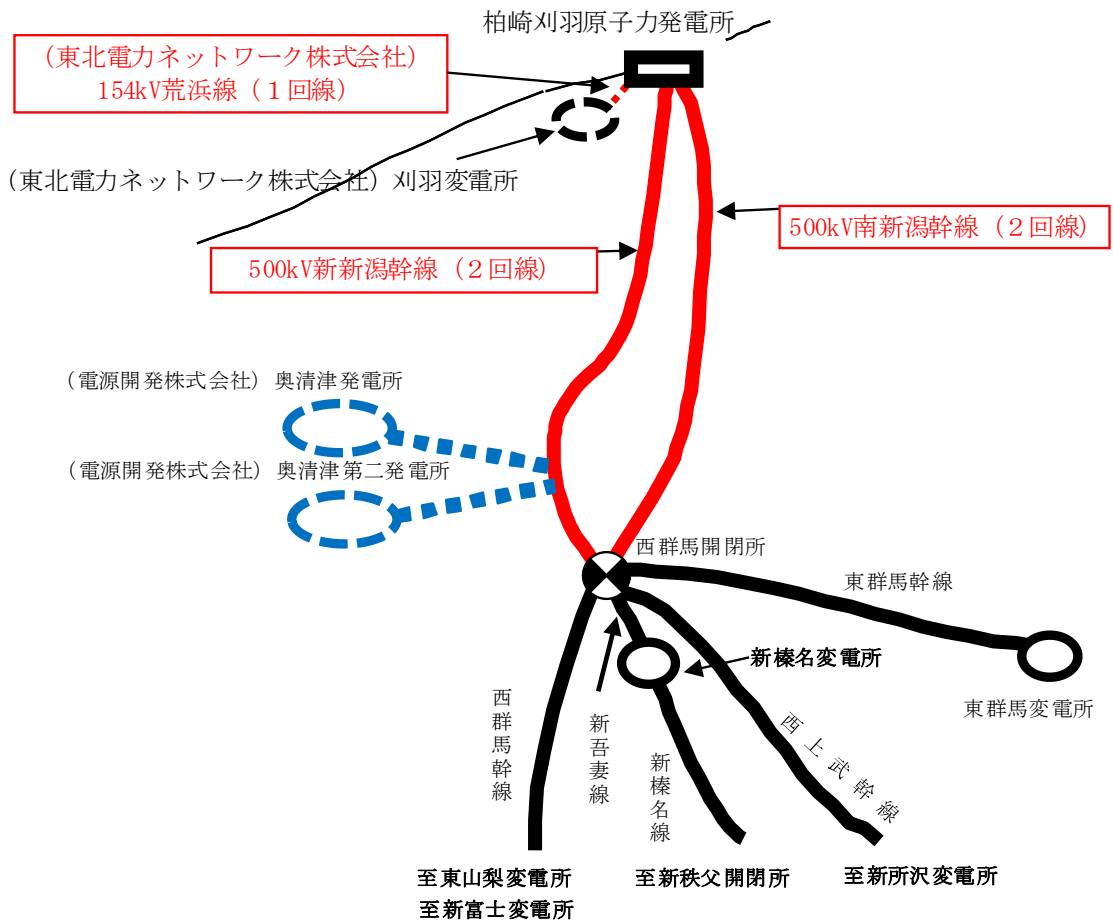 柏崎刈羽原子力発電所
（東北電力ネットワーク株式会社）
154kV荒浜線（１回線）
（東北電力ネットワーク株式会社）刈羽変電所
500kV南新潟幹線（２回線）
500kV新新潟幹線（２回線）
（電源開発株式会社）奥清津発電所
（電源開発株式会社）奥清津第二発電所
西群馬開閉所
東群馬幹線
新榛名変電所
東群馬変電所
西群馬幹線
新吾妻線
新榛名線
西上武幹線
至東山梨変電所
至新富士変電所
至新秩父開閉所
至新所沢変電所